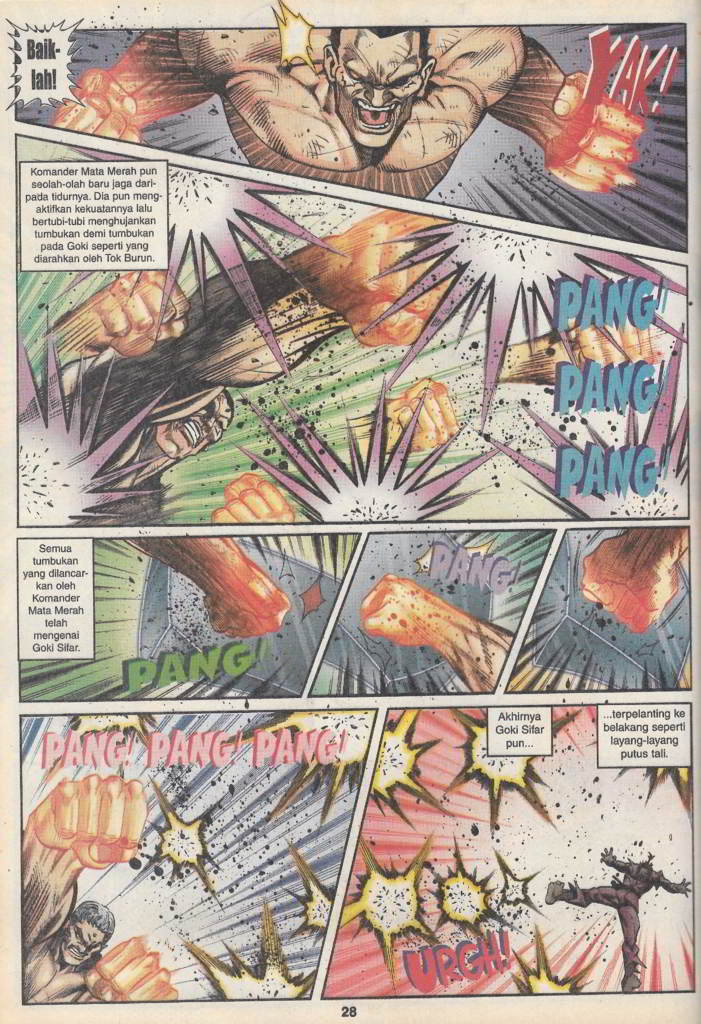 Baik-
lah!
YAK!
Komander Mata Merah pun
seolah-olah baru jaga dari-
pada tidurnya. Dia pun meng-
aktifkan kekuatannya lalu
bertubi-tubi menghujankan
tumbukan demi tumbukan
pada Goki seperti yang
diarahkan oleh Tok Burun.
PANG!
PANG!
PANG!
Semua
tumbukan
yang dilancar-
kan oleh
Komander
Mata Merah
telah
mengenai
Goki Sifar.
PANG!
PANG!
PANG! PANG! PANG!
Akhirnya
Goki Sifar
pun...
...terpelanting ke
belakang seperti
layang-layang
putus tali.
URGH!
28